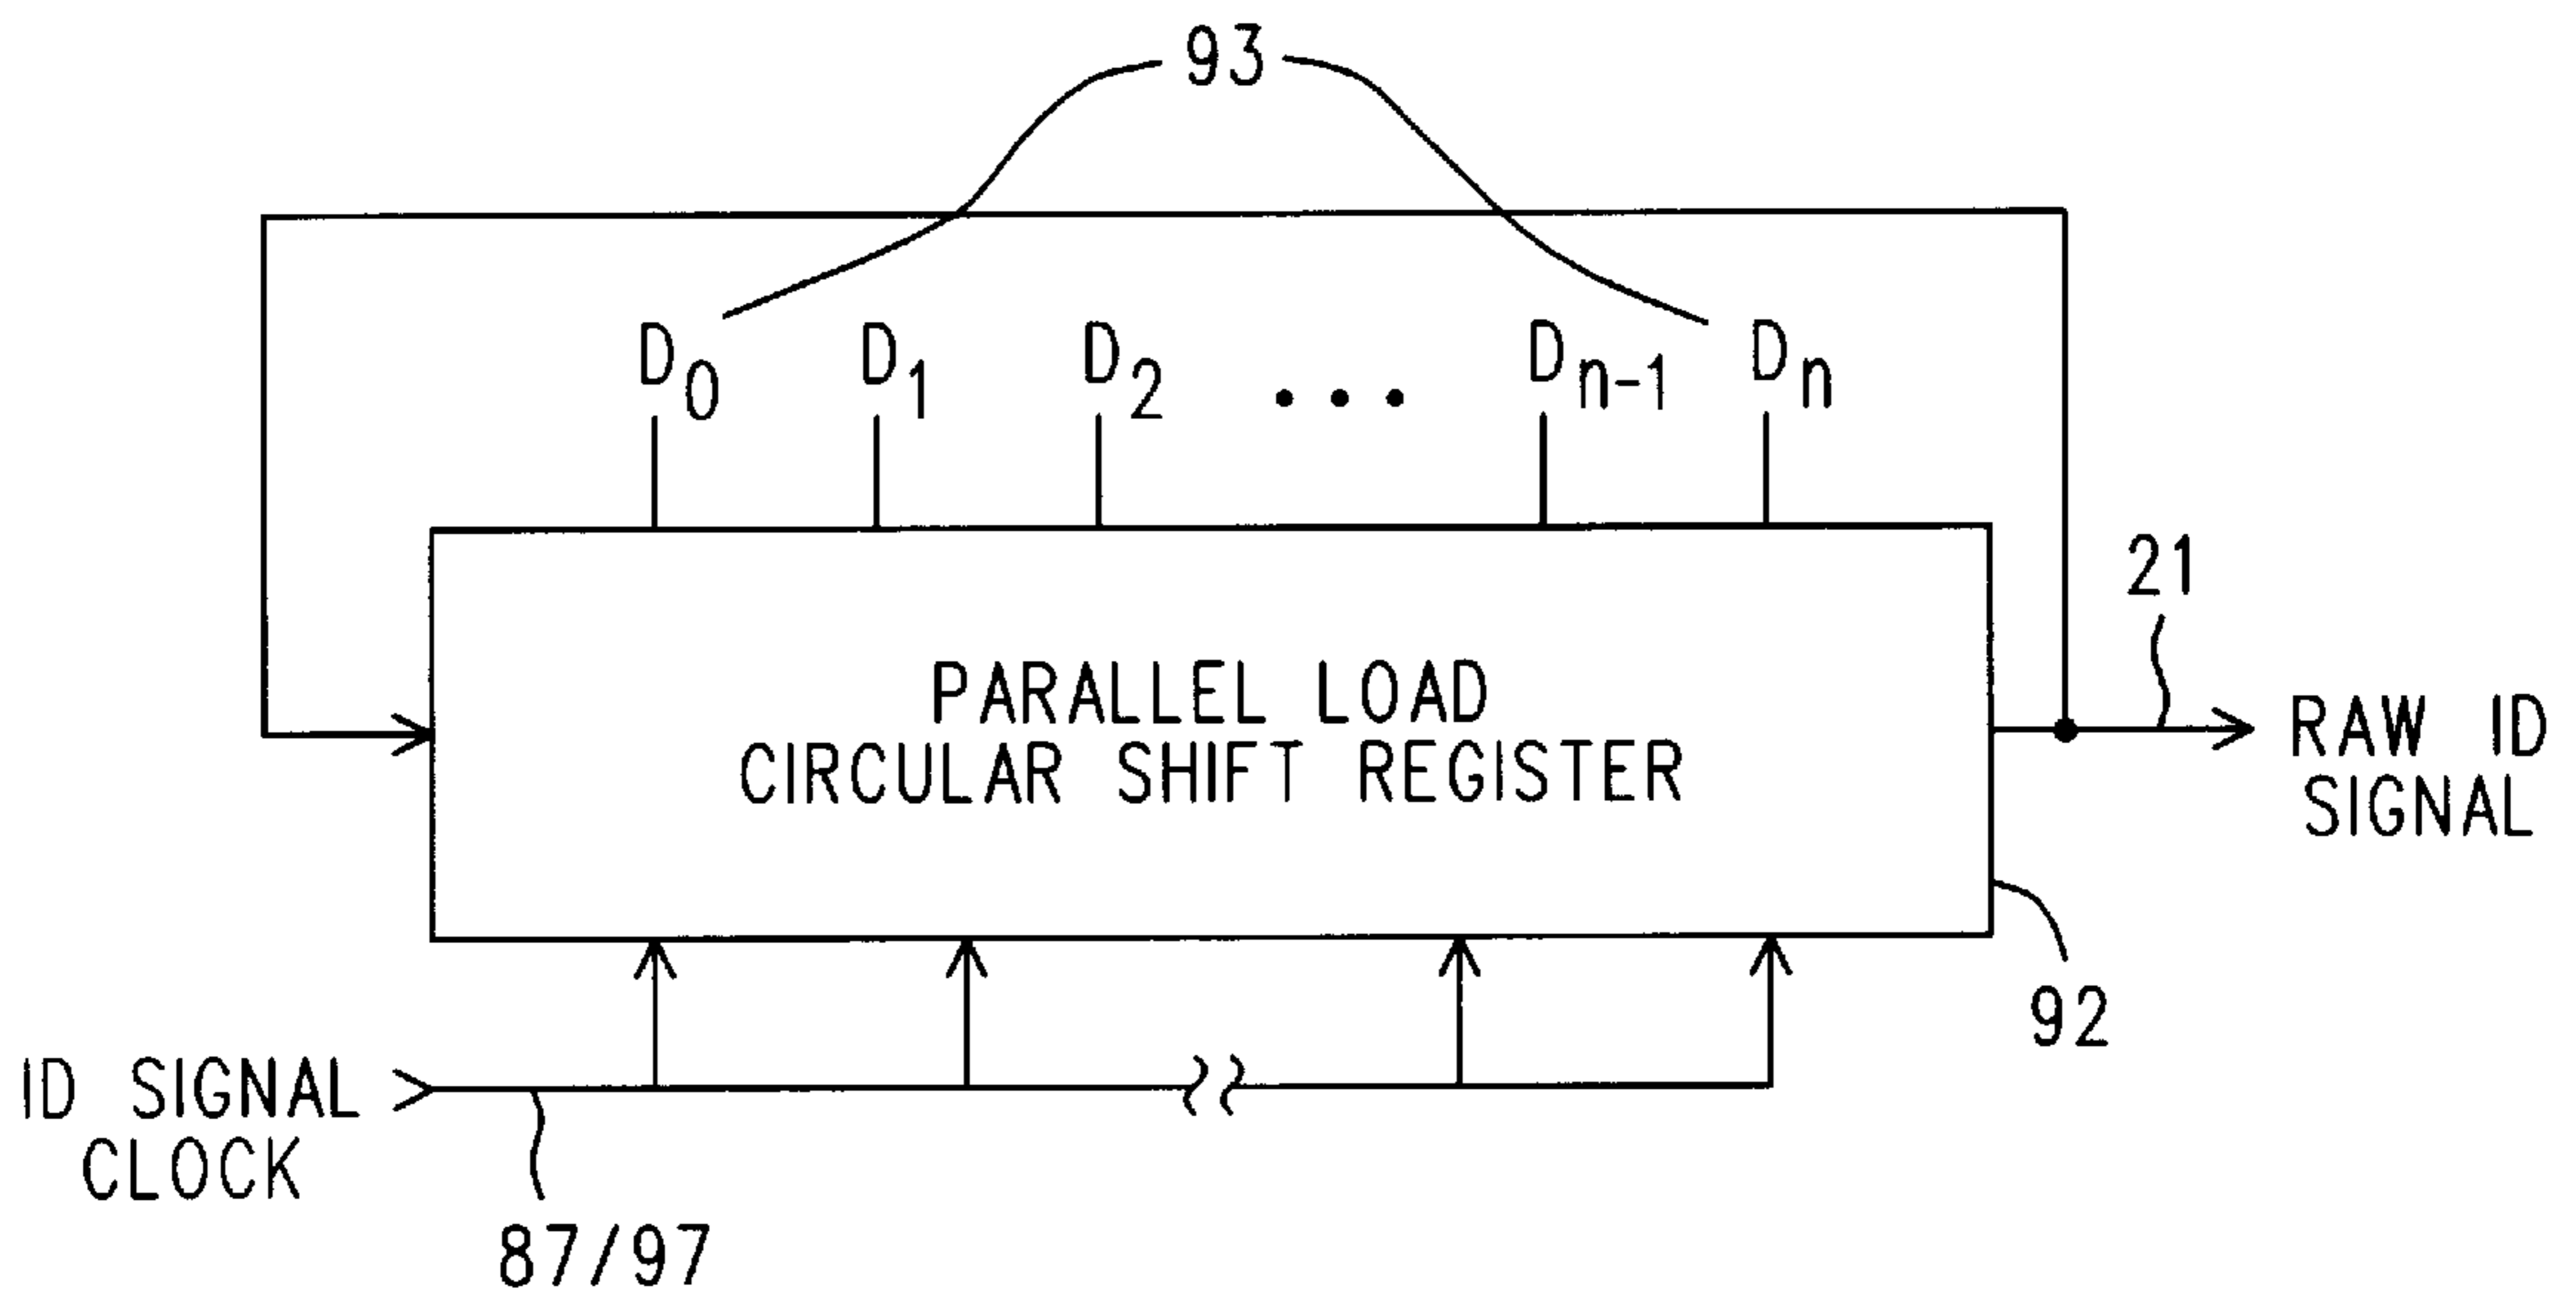 93
D0 D1 D2 ... Dn-1 Dn
21
PARALLEL LOAD
CIRCULAR SHIFT REGISTER
RAW ID
SIGNAL
92
ID SIGNAL
CLOCK
87/97